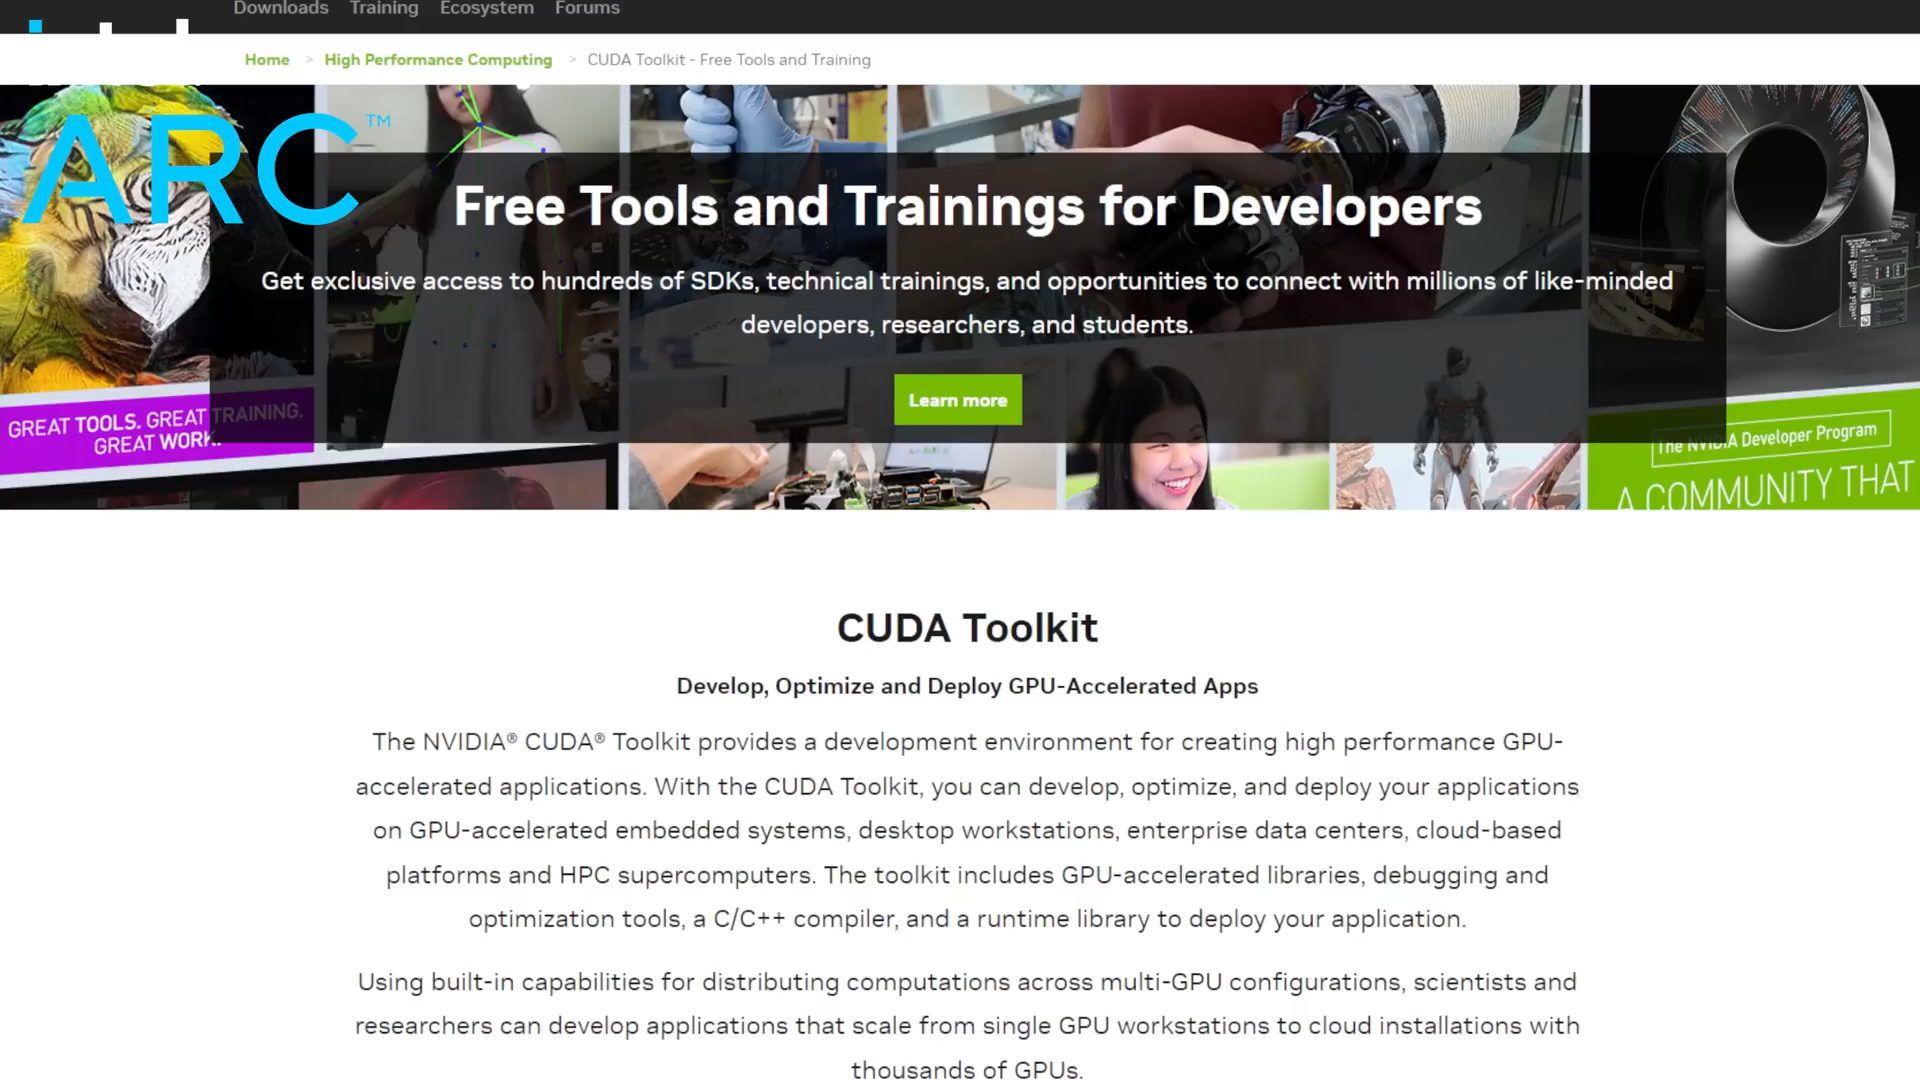 Downloads Training Ecosystem Forums
Home > High Performance Computing > CUDA Toolkit - Free Tools and Training
ARC™
Free Tools and Trainings for Developers
Get exclusive access to hundreds of SDKs, technical trainings, and opportunities to connect with millions of like-minded
developers, researchers, and students.
Learn more
GREAT TOOLS. GREAT TRAINING.
GREAT WORK.
The NVIDIA Developer Program
A COMMUNITY THAT
CUDA Toolkit
Develop, Optimize and Deploy GPU-Accelerated Apps
The NVIDIA® CUDA® Toolkit provides a development environment for creating high performance GPU-
accelerated applications. With the CUDA Toolkit, you can develop, optimize, and deploy your applications
on GPU-accelerated embedded systems, desktop workstations, enterprise data centers, cloud-based
platforms and HPC supercomputers. The toolkit includes GPU-accelerated libraries, debugging and
optimization tools, a C/C++ compiler, and a runtime library to deploy your application.
Using built-in capabilities for distributing computations across multi-GPU configurations, scientists and
researchers can develop applications that scale from single GPU workstations to cloud installations with
thousands of GPUs.